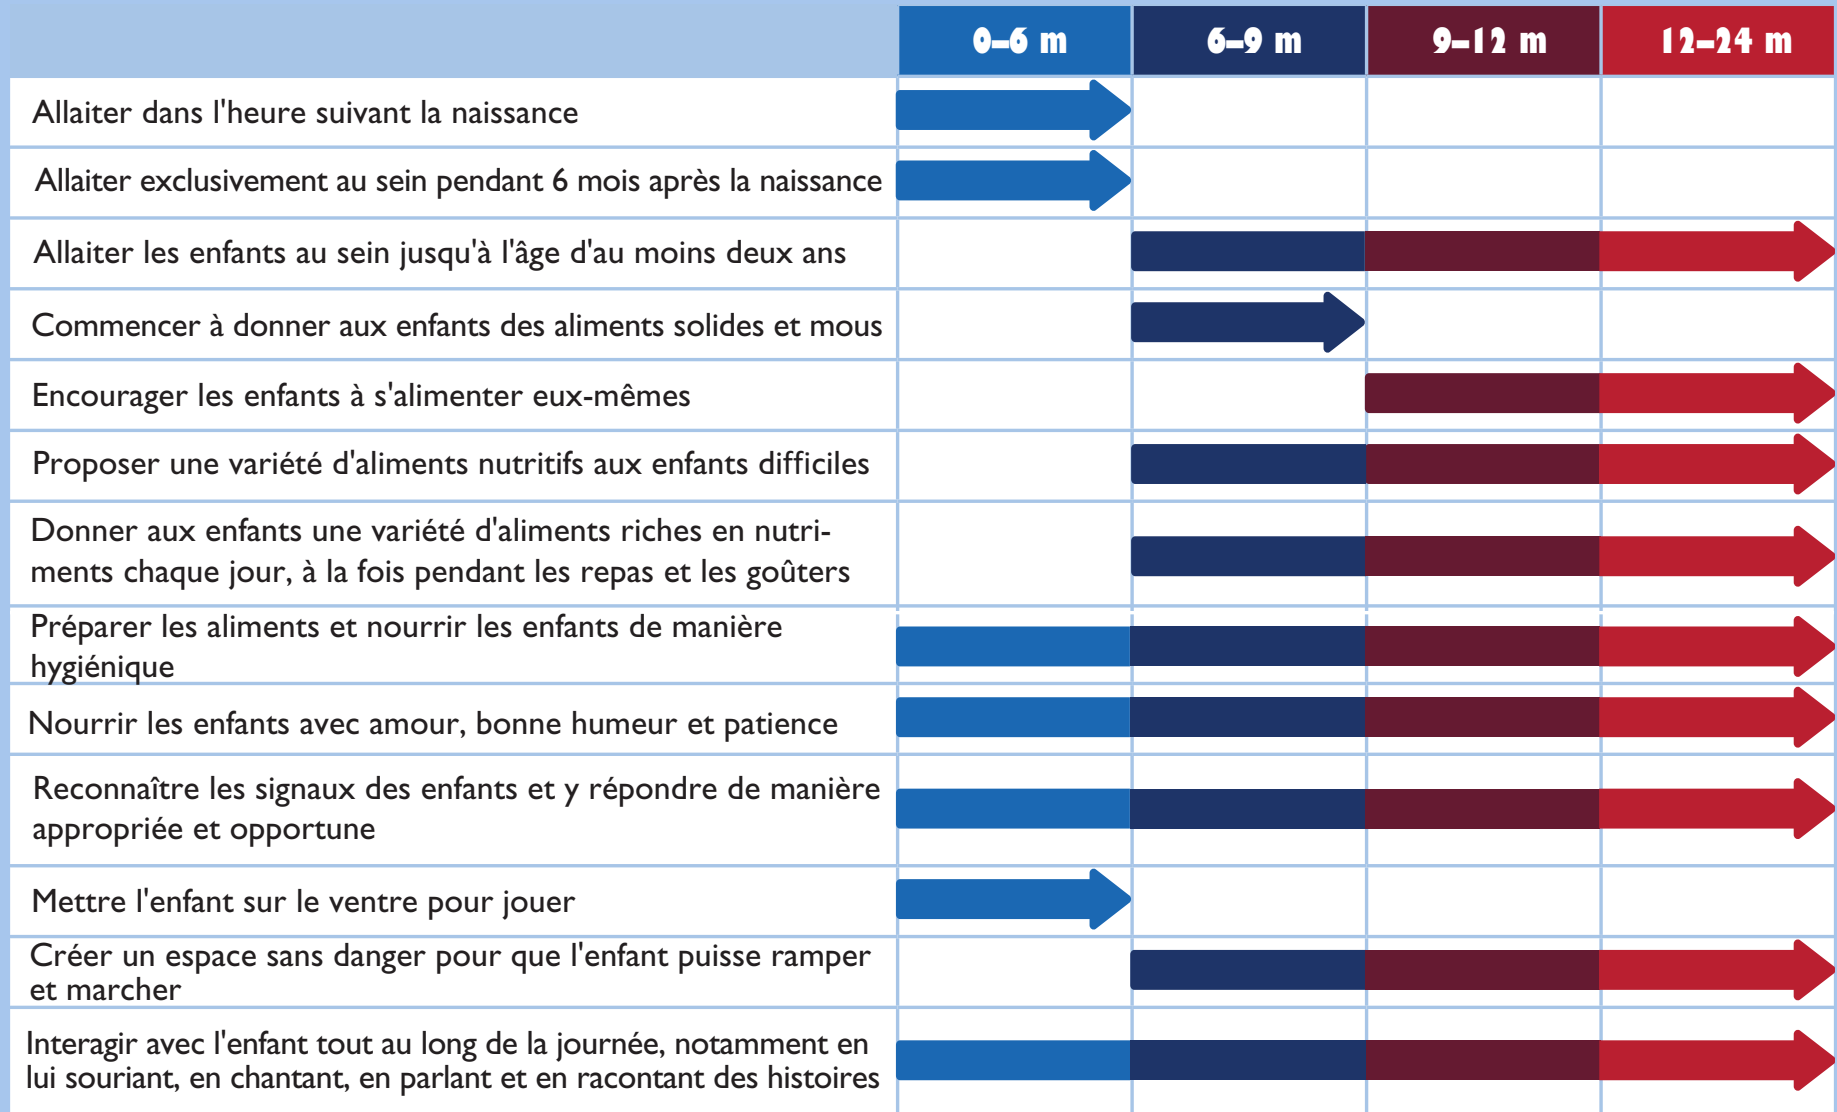 0–6 m
6–9 m
9–12 m
12–24 m
Allaiter dans l'heure suivant la naissance
Allaiter exclusivement au sein pendant 6 mois après la naissance
Allaiter les enfants au sein jusqu'à l'âge d'au moins deux ans
Commencer à donner aux enfants des aliments solides et mous
Encourager les enfants à s'alimenter eux-mêmes
Proposer une variété d'aliments nutritifs aux enfants difficiles
Donner aux enfants une variété d'aliments riches en nutri-
ments chaque jour, à la fois pendant les repas et les goûters
Préparer les aliments et nourrir les enfants de manière
hygiénique
Nourrir les enfants avec amour, bonne humeur et patience
Reconnaître les signaux des enfants et y répondre de manière
appropriée et opportune
Mettre l'enfant sur le ventre pour jouer
Créer un espace sans danger pour que l'enfant puisse ramper
et marcher
Interagir avec l'enfant tout au long de la journée, notamment en
lui souriant, en chantant, en parlant et en racontant des histoires